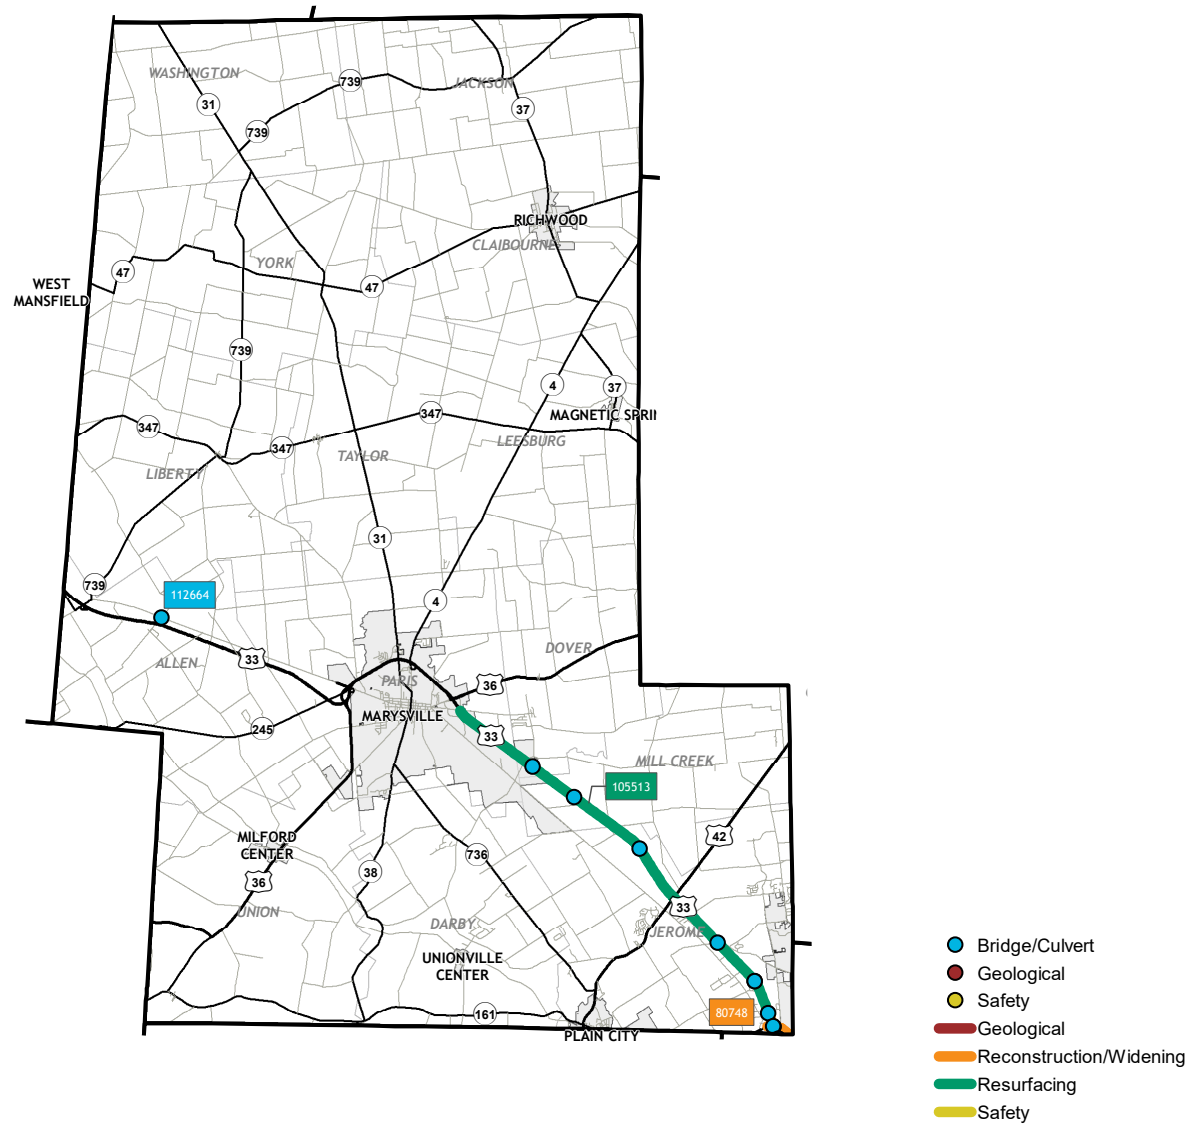 WASHINGTON
739
JACKSON
31
37
739
RICHWOOD
CLAIBOURNE
YORK
47
WEST
MANSFIELD
47
739
4
37
347
MAGNETIC SPRI
347
LEESBURG
347
TAYLOR
LIBERTY
31
739
112664
4
DOVER
33
ALLEN
PARIS
36
MARYSVILLE
245
33
MILL CREEK
105513
42
MILFORD
CENTER
736
38
36
33
UNION
DARBY
JEROME
UNIONVILLE
CENTER
80748
161
PLAIN CITY
Bridge/Culvert
Geological
Safety
Geological
Reconstruction/Widening
Resurfacing
Safety